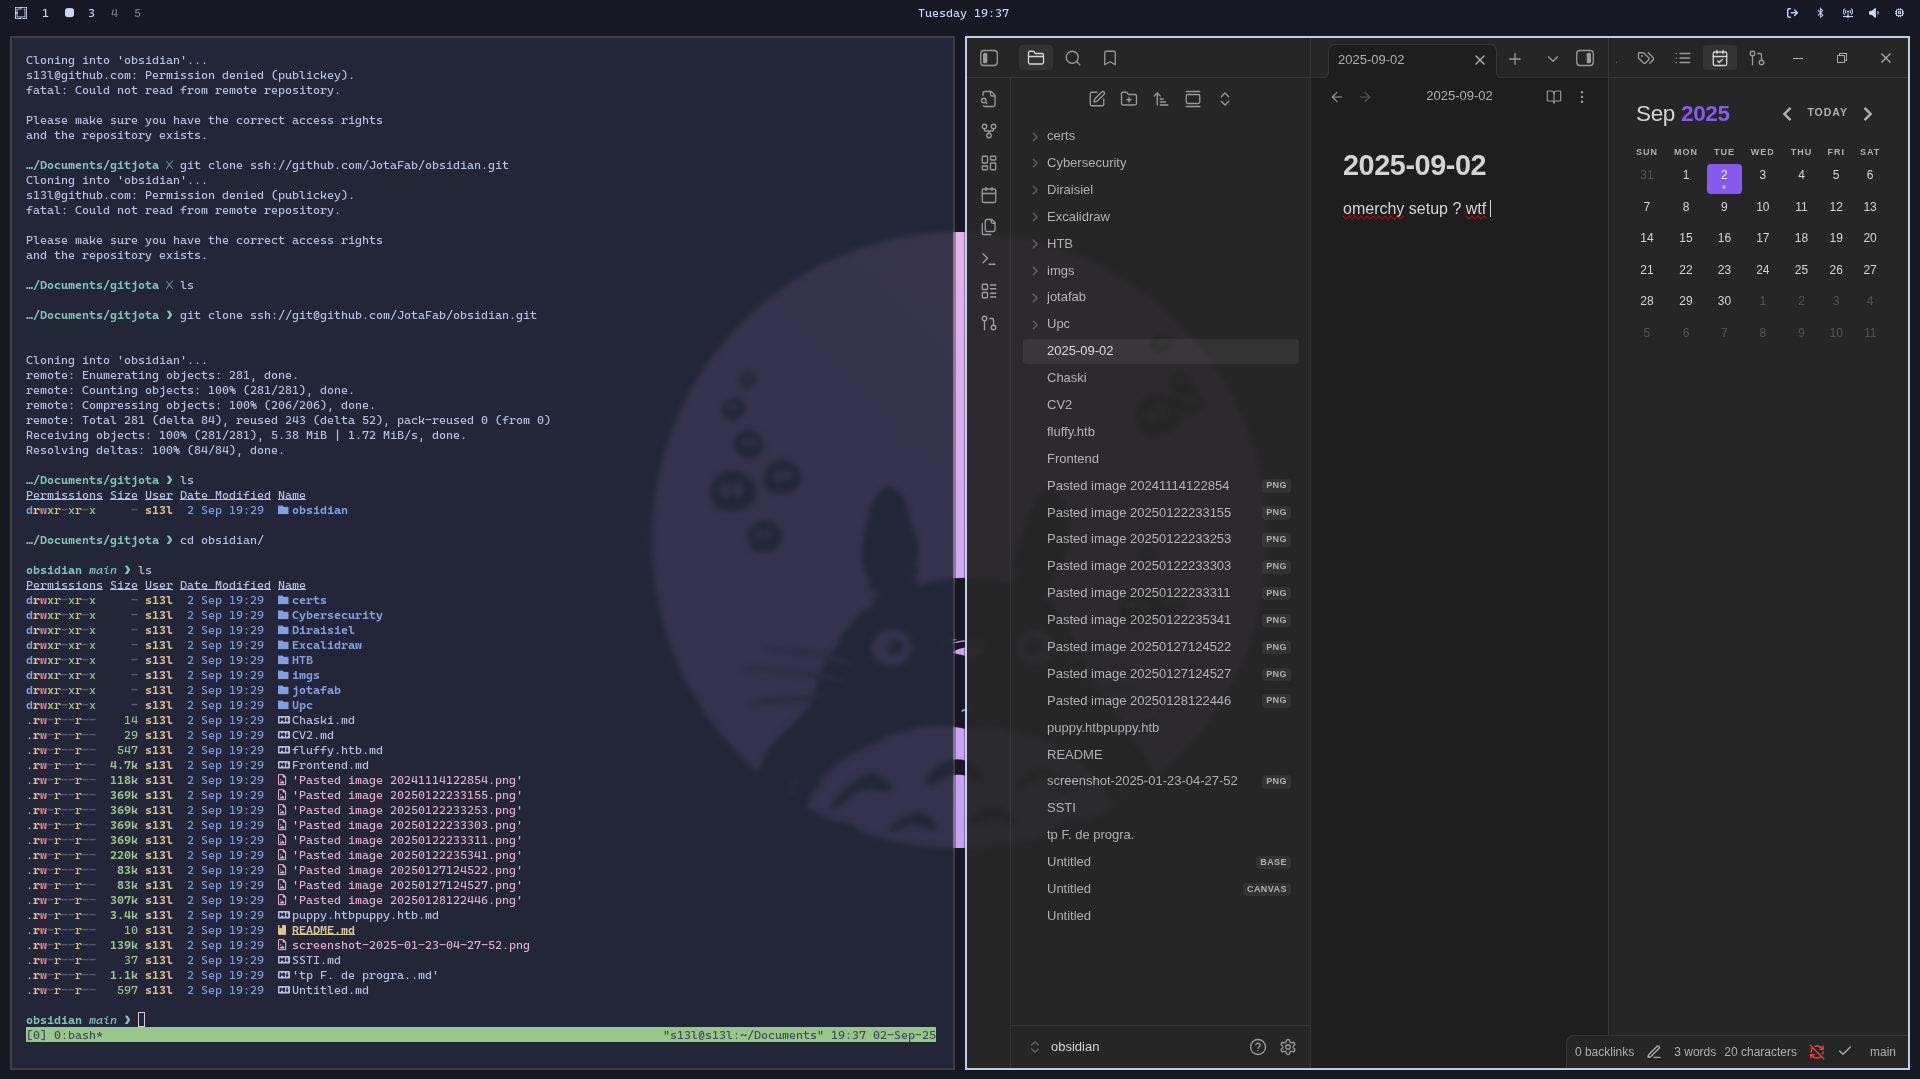 1 3 4 5
Tuesday 19:37
Cloning into 'obsidian'...
s13l@github.com: Permission denied (publickey).
fatal: Could not read from remote repository.
Please make sure you have the correct access rights
and the repository exists.
…/Documents/gitjota X git clone ssh://github.com/JotaFab/obsidian.git
Cloning into 'obsidian'...
s13l@github.com: Permission denied (publickey).
fatal: Could not read from remote repository.
Please make sure you have the correct access rights
and the repository exists.
…/Documents/gitjota X ls
…/Documents/gitjota ❯ git clone ssh://git@github.com/JotaFab/obsidian.git
Cloning into 'obsidian'...
remote: Enumerating objects: 281, done.
remote: Counting objects: 100% (281/281), done.
remote: Compressing objects: 100% (206/206), done.
remote: Total 281 (delta 84), reused 243 (delta 52), pack-reused 0 (from 0)
Receiving objects: 100% (281/281), 5.38 MiB | 1.72 MiB/s, done.
Resolving deltas: 100% (84/84), done.
…/Documents/gitjota ❯ ls
Permissions Size User Date Modified Name
drwxr-xr-x - s13l 2 Sep 19:29 obsidian
…/Documents/gitjota ❯ cd obsidian/
obsidian main ❯ ls
Permissions Size User Date Modified Name
drwxr-xr-x - s13l 2 Sep 19:29 certs
drwxr-xr-x - s13l 2 Sep 19:29 Cybersecurity
drwxr-xr-x - s13l 2 Sep 19:29 Diraisiel
drwxr-xr-x - s13l 2 Sep 19:29 Excalidraw
drwxr-xr-x - s13l 2 Sep 19:29 HTB
drwxr-xr-x - s13l 2 Sep 19:29 imgs
drwxr-xr-x - s13l 2 Sep 19:29 jotafab
drwxr-xr-x - s13l 2 Sep 19:29 Upc
.rw-r--r-- 14 s13l 2 Sep 19:29 Chaski.md
.rw-r--r-- 29 s13l 2 Sep 19:29 CV2.md
.rw-r--r-- 547 s13l 2 Sep 19:29 fluffy.htb.md
.rw-r--r-- 4.7k s13l 2 Sep 19:29 Frontend.md
.rw-r--r-- 118k s13l 2 Sep 19:29 'Pasted image 20241114122854.png'
.rw-r--r-- 369k s13l 2 Sep 19:29 'Pasted image 20250122233155.png'
.rw-r--r-- 369k s13l 2 Sep 19:29 'Pasted image 20250122233253.png'
.rw-r--r-- 369k s13l 2 Sep 19:29 'Pasted image 20250122233303.png'
.rw-r--r-- 369k s13l 2 Sep 19:29 'Pasted image 20250122233311.png'
.rw-r--r-- 220k s13l 2 Sep 19:29 'Pasted image 20250122235341.png'
.rw-r--r-- 83k s13l 2 Sep 19:29 'Pasted image 20250127124522.png'
.rw-r--r-- 83k s13l 2 Sep 19:29 'Pasted image 20250127124527.png'
.rw-r--r-- 307k s13l 2 Sep 19:29 'Pasted image 20250128122446.png'
.rw-r--r-- 3.4k s13l 2 Sep 19:29 puppy.htbpuppy.htb.md
.rw-r--r-- 10 s13l 2 Sep 19:29 README.md
.rw-r--r-- 139k s13l 2 Sep 19:29 screenshot-2025-01-23-04-27-52.png
.rw-r--r-- 37 s13l 2 Sep 19:29 SSTI.md
.rw-r--r-- 1.1k s13l 2 Sep 19:29 'tp F. de progra..md'
.rw-r--r-- 597 s13l 2 Sep 19:29 Untitled.md
obsidian main ❯
[0] 0:bash* "s13l@s13l:~/Documents" 19:37 02-Sep-25
certs
Cybersecurity
Diraisiel
Excalidraw
HTB
imgs
jotafab
Upc
2025-09-02
Chaski
CV2
fluffy.htb
Frontend
Pasted image 20241114122854 PNG
Pasted image 20250122233155 PNG
Pasted image 20250122233253 PNG
Pasted image 20250122233303 PNG
Pasted image 20250122233311 PNG
Pasted image 20250122235341 PNG
Pasted image 20250127124522 PNG
Pasted image 20250127124527 PNG
Pasted image 20250128122446 PNG
puppy.htbpuppy.htb
README
screenshot-2025-01-23-04-27-52 PNG
SSTI
tp F. de progra.
Untitled BASE
Untitled CANVAS
Untitled
obsidian
2025-09-02
2025-09-02
2025-09-02
omerchy setup ? wtf
Sep 2025 TODAY
SUN MON TUE WED THU FRI SAT
31 1 2 3 4 5 6
7 8 9 10 11 12 13
14 15 16 17 18 19 20
21 22 23 24 25 26 27
28 29 30 1 2 3 4
5 6 7 8 9 10 11
0 backlinks 3 words 20 characters main